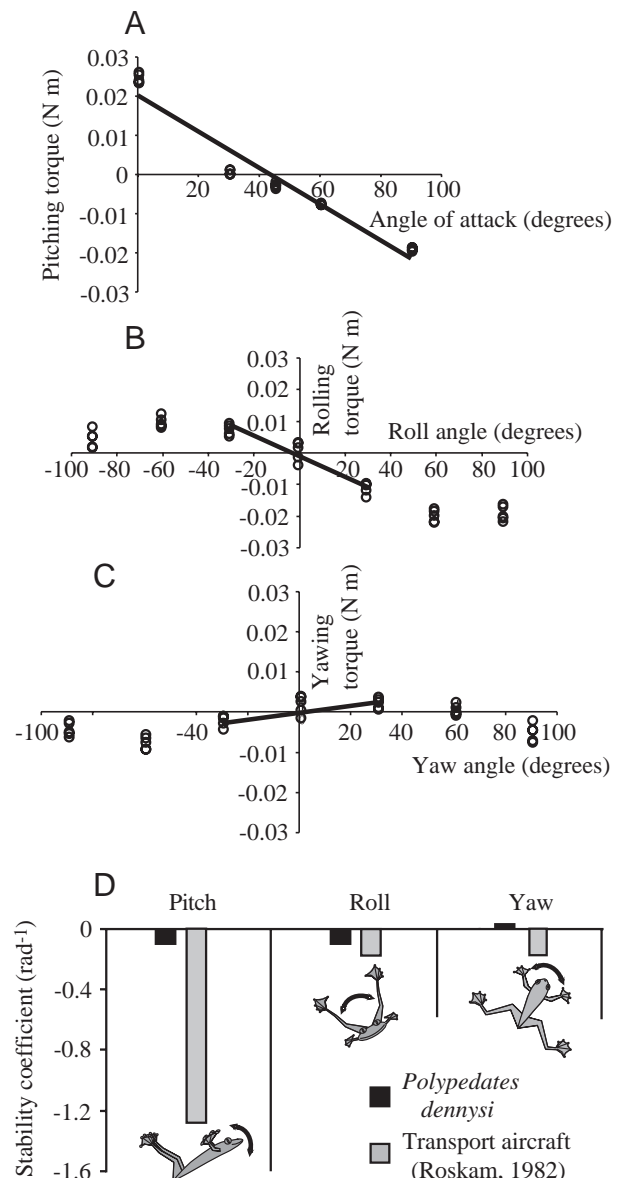 A
Pitching torque (N m)
0.03
0.02
0.01
0
-0.01
-0.02
-0.03
20 40 60 80 100
Angle of attack (degrees)
B
Rolling
torque (N m)
0.03
0.02
0.01
-0.01
-0.02
-0.03
Roll angle (degrees)
-100 -80 -60 -40 -20 0 20 40 60 80 100
C
Yawing
torque (N m)
0.03
0.02
0.01
-0.01
-0.02
-0.03
-100 -40 0 20 40 60 80 100
Yaw angle (degrees)
D
Pitch Roll Yaw
Stability coefficient (rad-1)
0
-0.4
-0.8
-1.2
-1.6
Polypedates
dennysi
Transport aircraft
(Roskam, 1982)